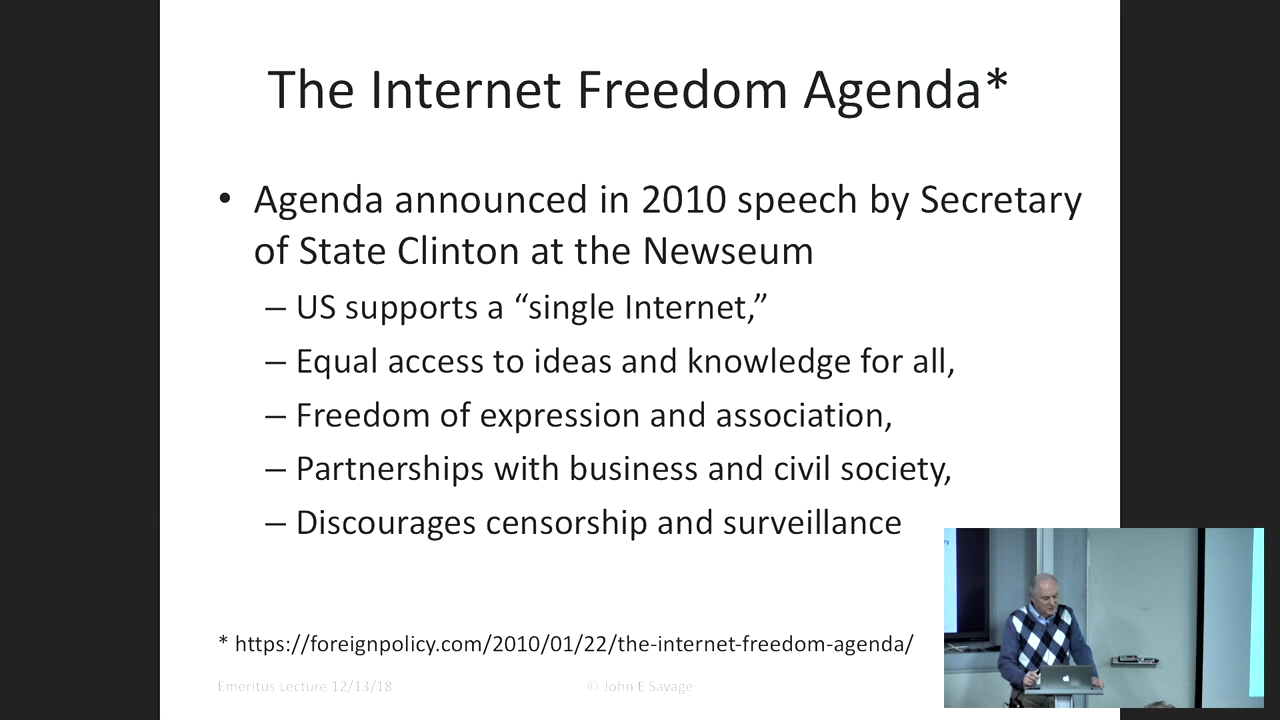 The Internet Freedom Agenda*
• Agenda announced in 2010 speech by Secretary
of State Clinton at the Newseum
– US supports a “single Internet,”
– Equal access to ideas and knowledge for all,
– Freedom of expression and association,
– Partnerships with business and civil society,
– Discourages censorship and surveillance
* https://foreignpolicy.com/2010/01/22/the-internet-freedom-agenda/
Emeritus Lecture 12/13/18
© John E Savage